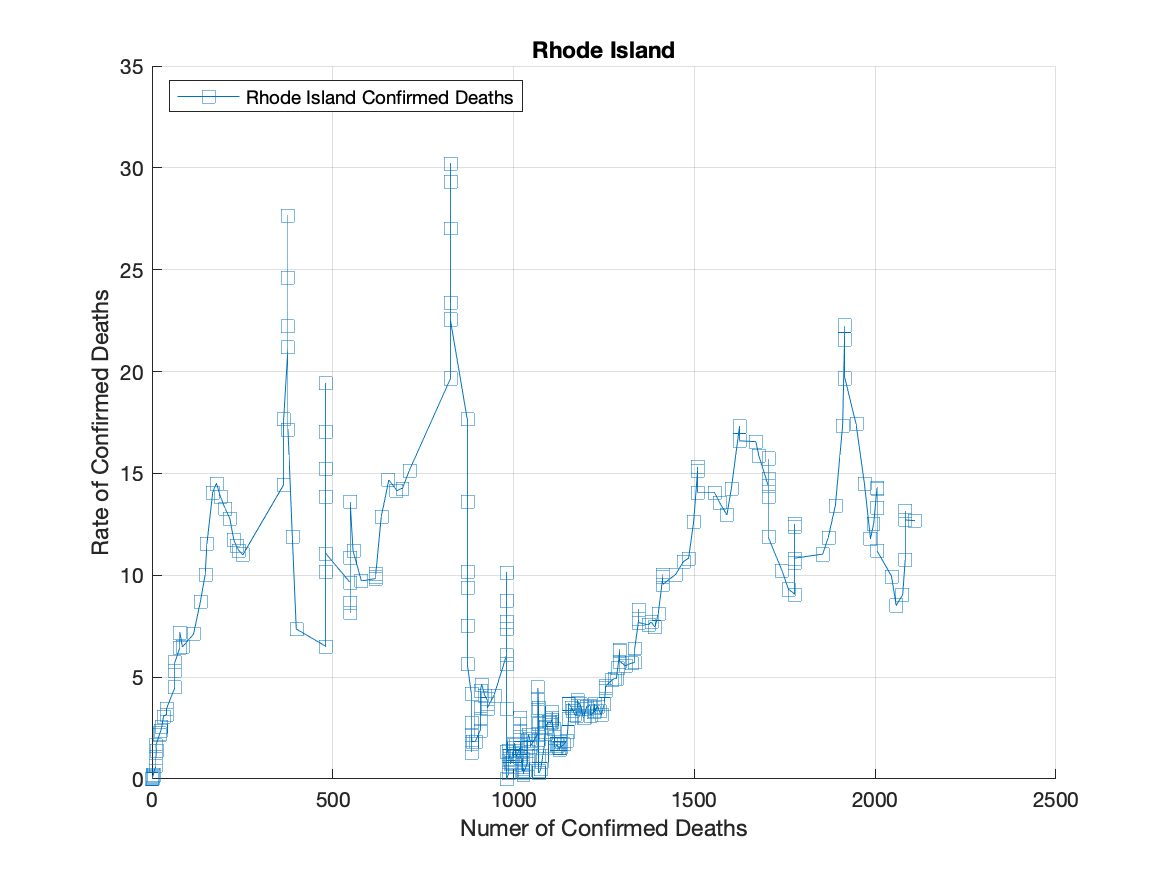 Rhode Island
Rhode Island Confirmed Deaths
Rate of Confirmed Deaths
35
30
25
20
15
10
5
0
0 500 1000 1500 2000 2500
Numer of Confirmed Deaths